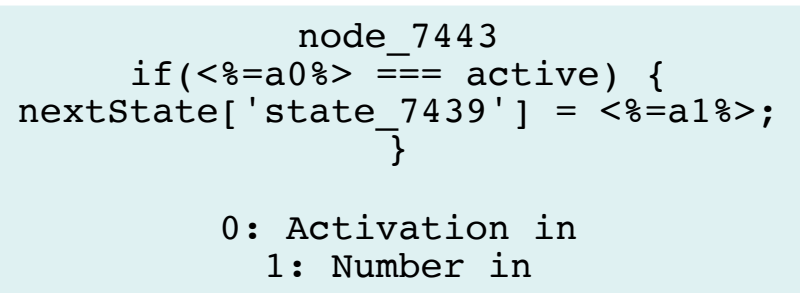 node_7443
if(<%=a0%> === active) {
nextState['state_7439'] = <%=a1%>;
}
0: Activation in
1: Number in